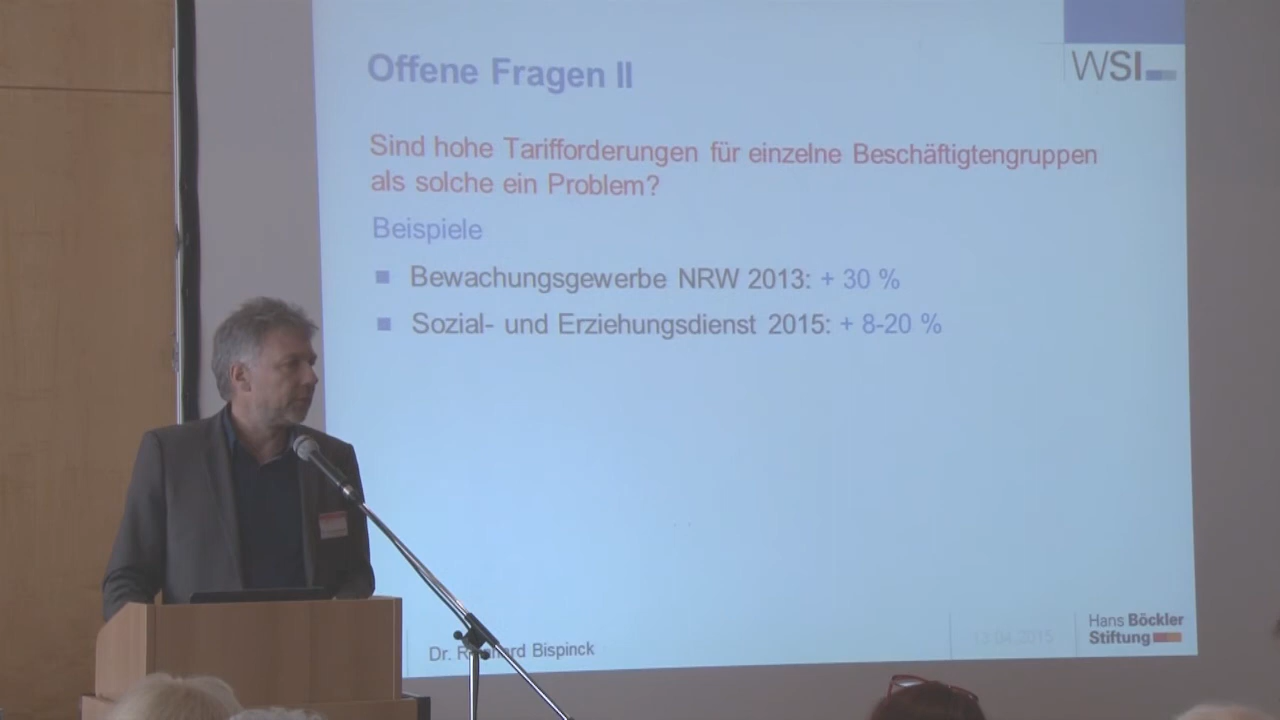 Offene Fragen II
WSI
Sind hohe Tarifforderungen für einzelne Beschäftigtengruppen
als solche ein Problem?
Beispiele
Bewachungsgewerbe NRW 2013: + 30 %
Sozial- und Erziehungsdienst 2015: + 8-20 %
Dr. Bispinck
Hans Böckler
Stiftung